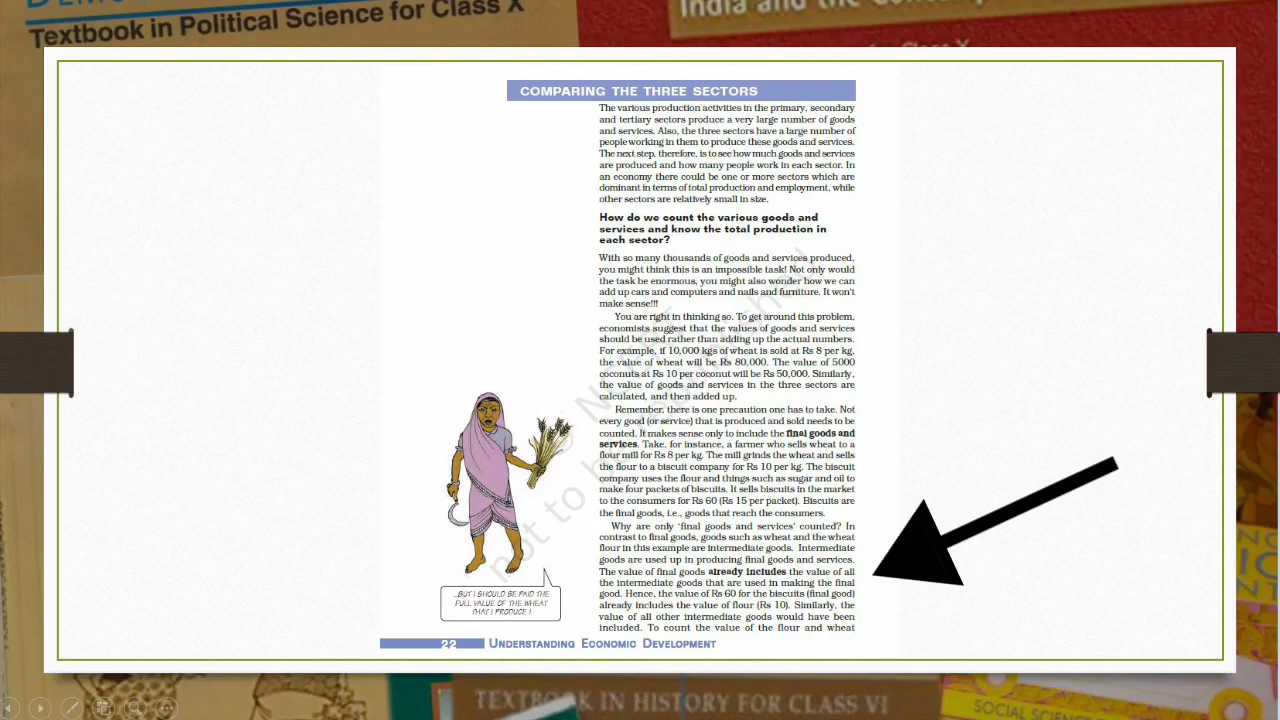 Textbook in Political Science for Class X
India and the
COMPARING THE THREE SECTORS
The various production activities in the primary, secondary
and tertiary sectors produce a very large number of goods
and services. Also, the three sectors have a large number of
people working in them to produce these goods and services.
The next step, therefore, is to see how much goods and services
are produced and how many people work in each sector. In
an economy there could be one or more sectors which are
dominant in terms of total production and employment, while
other sectors are relatively small in size.
How do we count the various goods and
services and know the total production in
each sector?
With so many thousands of goods and services produced,
you might think this is an impossible task! Not only would
the task be enormous, you might also wonder how we can
add up cars and computers and nails and furniture. It won't
make sense!!!
You are right in thinking so. To get around this problem,
economists suggest that the values of goods and services
should be used rather than adding up the actual numbers.
For example, if 10,000 kgs of wheat is sold at Rs 8 per kg,
the value of wheat will be Rs 80,000. The value of 5000
coconuts at Rs 10 per coconut will be Rs 50,000. Similarly,
the value of goods and services in the three sectors are
calculated, and then added up.
Remember, there is one precaution one has to take. Not
every good (or service) that is produced and sold needs to be
counted. It makes sense only to include the final goods and
services. Take, for instance, a farmer who sells wheat to a
flour mill for Rs 8 per kg. The mill grinds the wheat and sells
the flour to a biscuit company for Rs 10 per kg. The biscuit
company uses the flour and things such as sugar and oil to
make four packets of biscuits. It sells biscuits in the market
to the consumers for Rs 60 (Rs 15 per packet). Biscuits are
the final goods, i.e., goods that reach the consumers.
Why are only 'final goods and services' counted? In
contrast to final goods, goods such as wheat and the wheat
flour in this example are intermediate goods. Intermediate
goods are used up in producing final goods and services.
The value of final goods already includes the value of all
the intermediate goods that are used in making the final
good. Hence, the value of Rs 60 for the biscuits (final good)
already includes the value of flour (Rs 10). Similarly, the
value of all other intermediate goods would have been
included. To count the value of the flour and wheat
...BUT I SHOULD BE PAID THE
FULL VALUE OF THE WHEAT
THAT I PRODUCE !
22 UNDERSTANDING ECONOMIC DEVELOPMENT
not to be
TEXTBOOK IN HISTORY FOR CLASS VI
SOCIAL SCIENCE